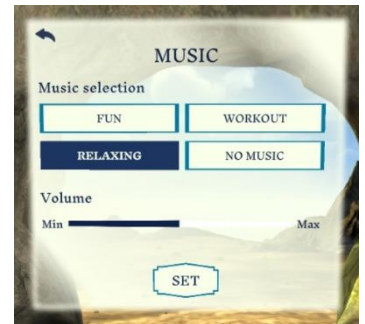 MUSIC
Music selection
FUN WORKOUT
RELAXING NO MUSIC
Volume
Min Max
SET